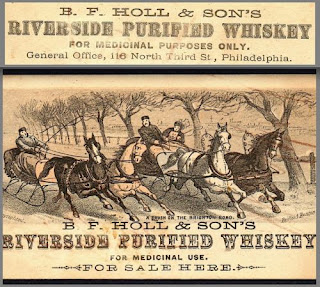 B. F. HOLL & SON'S
RIVERSIDE PURIFIED WHISKEY
FOR MEDICINAL PURPOSES ONLY.
General Office, 116 North Third St., Philadelphia.
A BRUSH ON THE BRIGHTON ROAD.
B. F. HOLL & SON'S
RIVERSIDE PURIFIED WHISKEY
FOR MEDICINAL USE.
FOR SALE HERE.